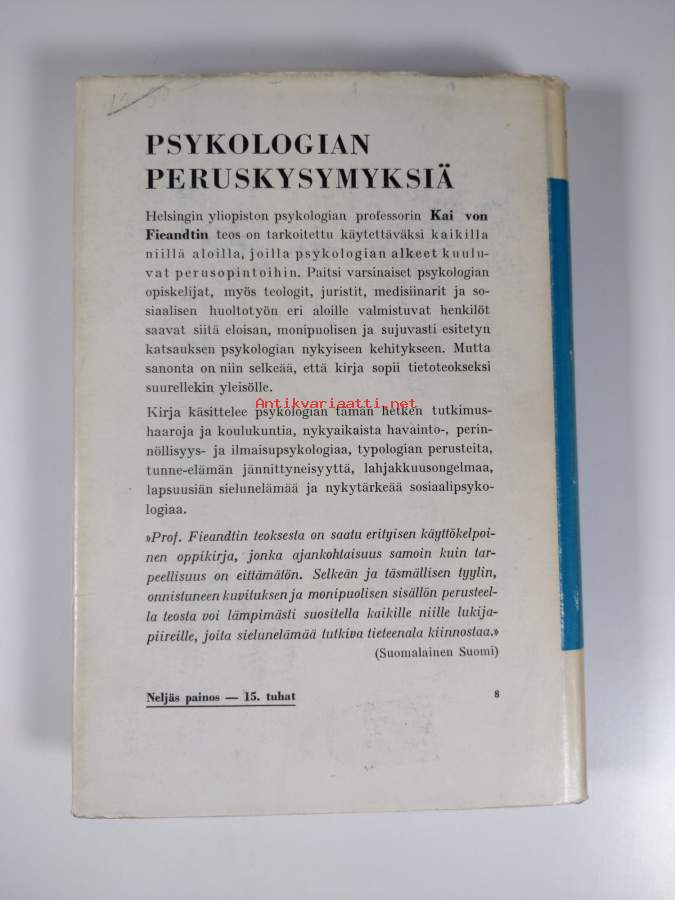 PSYKOLOGIAN
PERUSKYSYMYKSIÄ
Helsingin yliopiston psykologian professorin Kai von
Fieandtin teos on tarkoitettu käytettäväksi kaikilla
niillä aloilla, joilla psykologian alkeet kuulu-
vat perusopintoihin. Paitsi varsinaiset psykologian
opiskelijat, myös teologit, juristit, medisiinarit ja so-
siaalisen huoltotyön eri aloille valmistuvat henkilöt
saavat siitä eloisan, monipuolisen ja sujuvasti esitetyn
katsauksen psykologian nykyiseen kehitykseen. Mutta
sanonta on niin selkeää, että kirja sopii tietoteokseksi
suurellekin yleisölle.
Antikvariaatti.net
Kirja käsittelee psykologian tämän hetken tutkimus-
haaroja ja koulukuntia, nykyaikaista havainto-, perin-
nöllisyys- ja ilmaisupsykologiaa, typologian perusteita,
tunne-elämän jännittyneisyyttä, lahjakkuusongelmaa,
lapsuusiän sielunelämää ja nykytärkeää sosiaalipsyko-
logiaa.
»Prof. Fieandtin teoksesta on saatu erityisen käyttökelpoi-
nen oppikirja, jonka ajankohtaisuus samoin kuin tar-
peellisuus on eittämätön. Selkeän ja täsmällisen tyylin,
onnistuneen kuvituksen ja monipuolisen sisällön perusteel-
la teosta voi lämpimästi suositella kaikille niille lukija-
piireille, joita sielunelämää tutkiva tieteenala kiinnostaa.»
(Suomalainen Suomi)
Neljäs painos — 15. tuhat 8